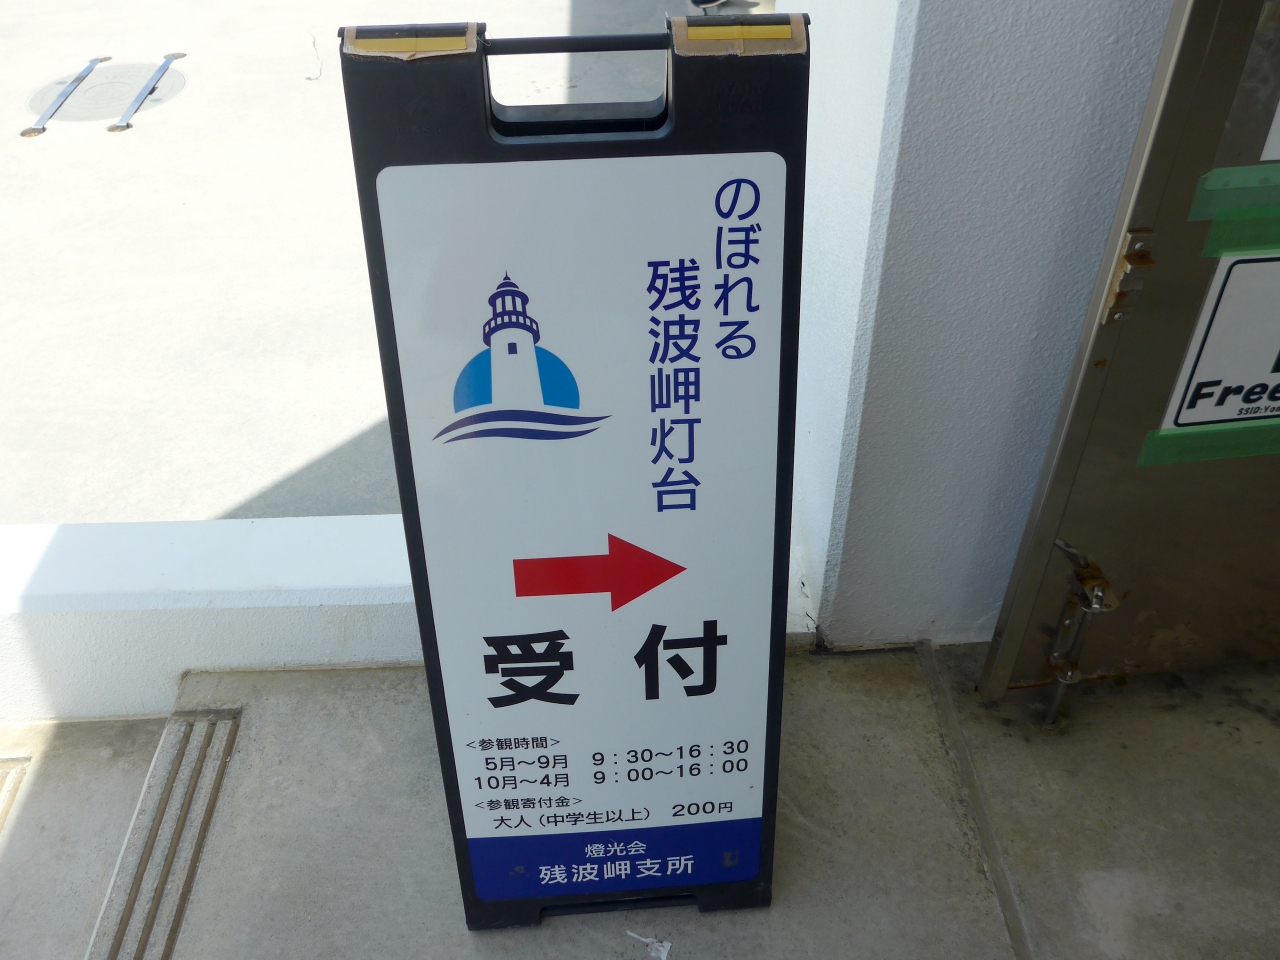 のぼれる
残波岬灯台
受付
<参観時間>
5月～9月 9：30～16：30
10月～4月 9：00～16：00
<参観寄付金>
大人（中学生以上） 200円
燈光会
残波岬支所
Free